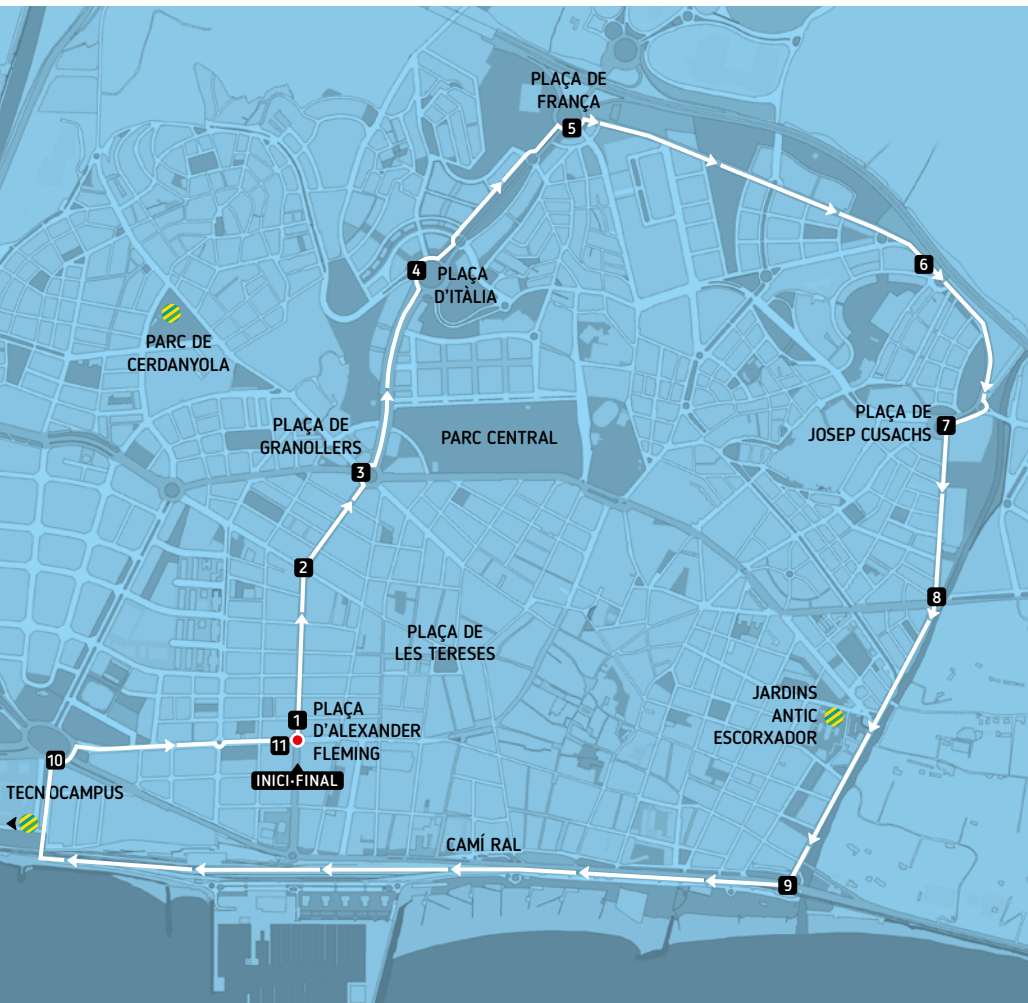 PLAÇA DE
FRANÇA
5
6
4
PLAÇA
D'ITÀLIA
PARC DE
CERDANYOLA
PLAÇA DE
GRANOLLERS
3
PARC CENTRAL
PLAÇA DE
JOSEP CUSACHS
7
2
8
PLAÇA DE
LES TERESES
JARDINS
ANTIC
ESCORXADOR
1
PLAÇA
D'ALEXANDER
FLEMING
11
INICI·FINAL
10
TECNOCAMPUS
CAMÍ RAL
9